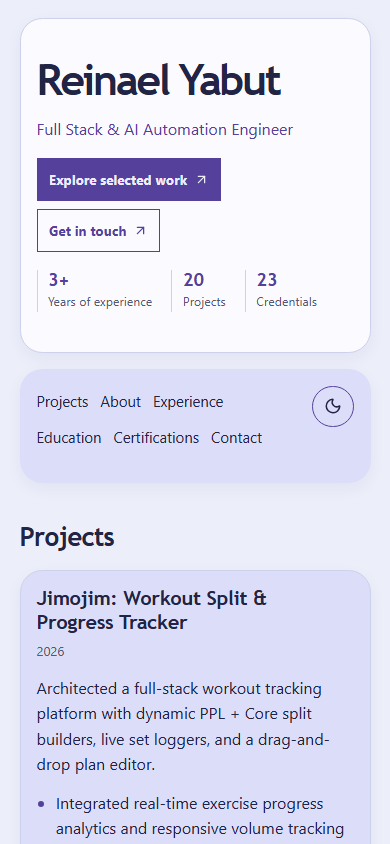 Reinael Yabut
Full Stack & AI Automation Engineer
Explore selected work
Get in touch
3+ 20 23
Years of experience Projects Credentials
Projects About Experience
Education Certifications Contact
Projects
Jimojim: Workout Split &
Progress Tracker
2026
Architected a full-stack workout tracking
platform with dynamic PPL + Core split
builders, live set loggers, and a drag-and-
drop plan editor.
Integrated real-time exercise progress
analytics and responsive volume tracking